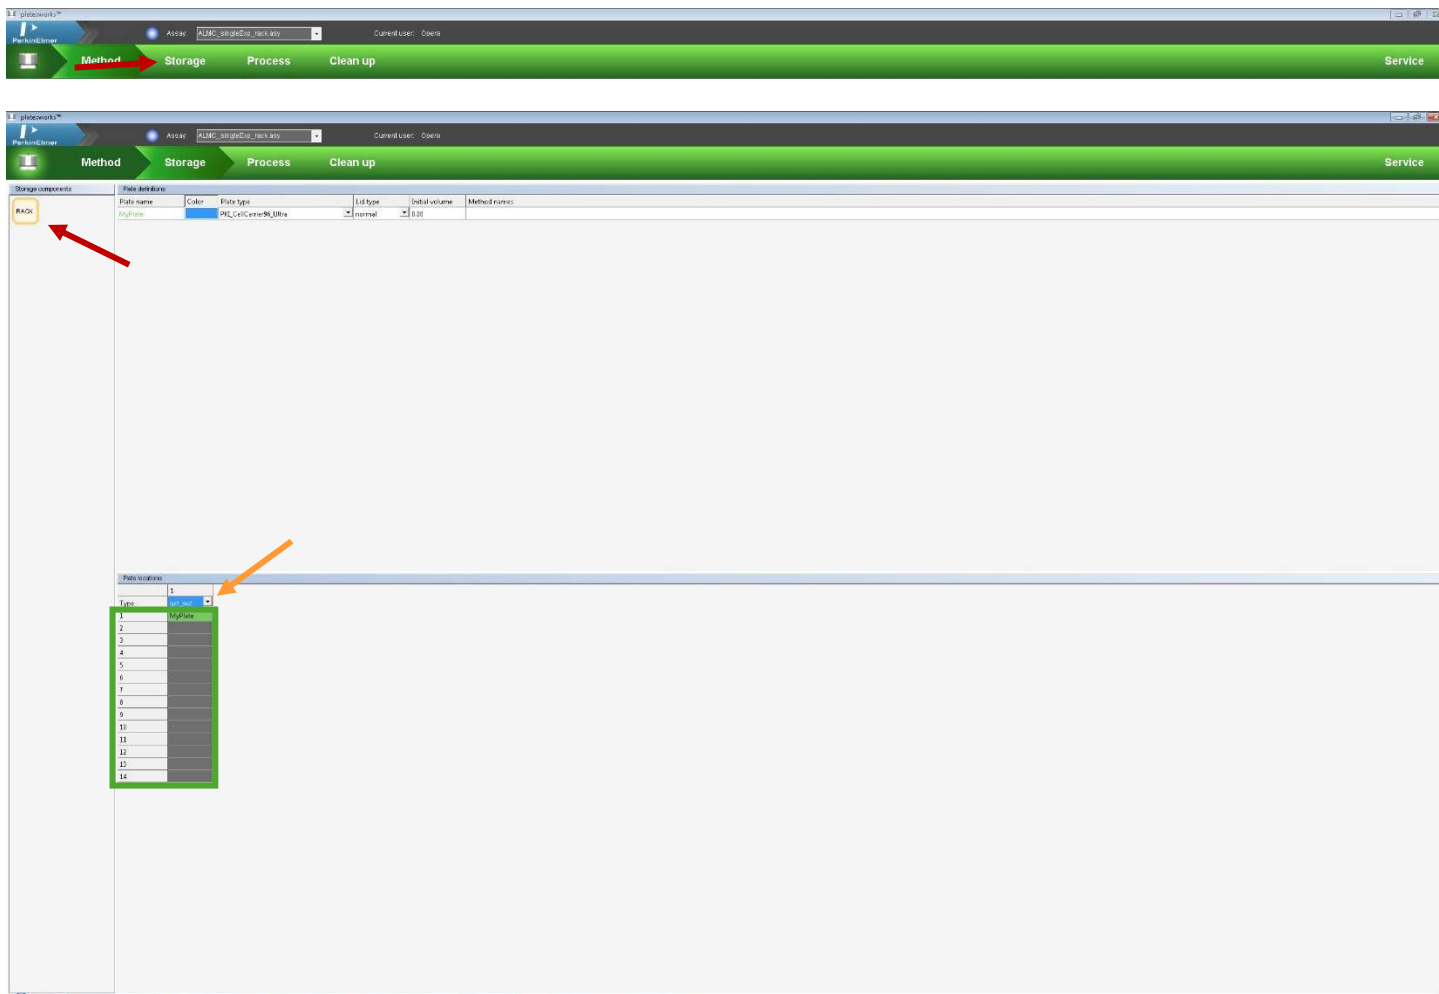 plateworks™
PerkinElmer
Assay: ALMC_singleExp_rack.asy Current user: Opera
Method Storage Process Clean up Service
plateworks™
PerkinElmer
Assay: ALMC_singleExp_rack.asy Current user: Opera
Method Storage Process Clean up Service
Storage components Plate definitions
Plate name Color Plate type Lid type Initial volume Method names
RACK
MyPlate PKI_CellCarrier96_Ultra normal 0.00
Plate locations
1
Type get_put
1 MyPlate
2
3
4
5
6
7
8
9
10
11
12
13
14